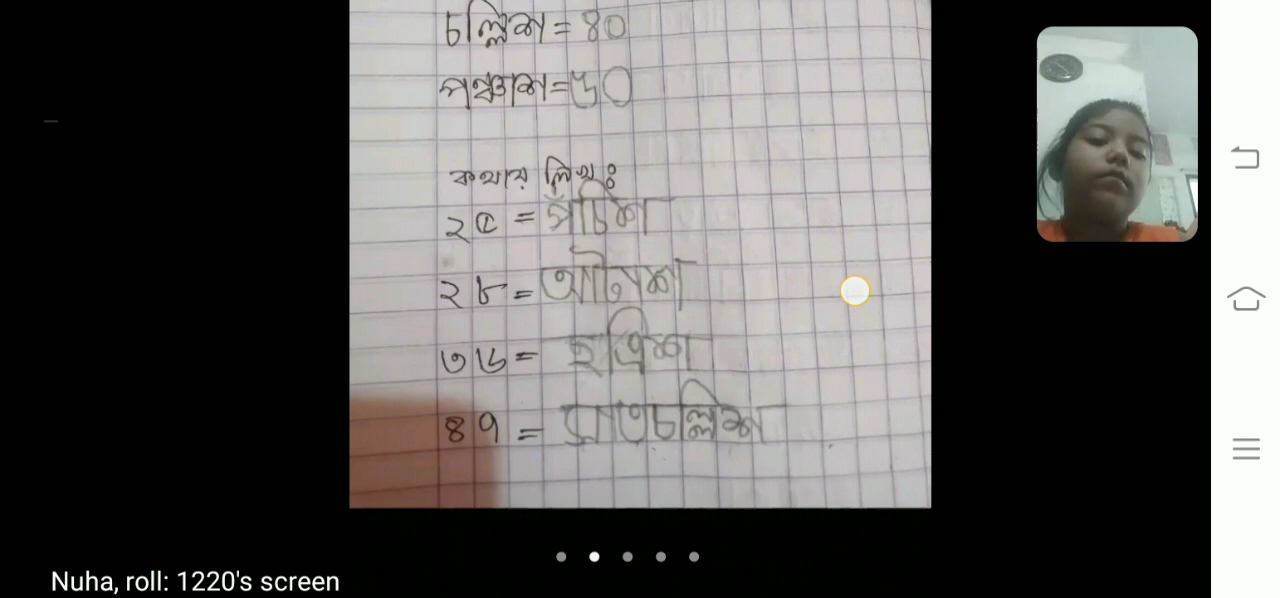 চল্লিশ = ৪০
পঞ্চাশ = ৫০
কথায় লিখ ঃ
২৫ = পঁচিশ
২৮ = আটাশ
৩৬ = ছত্রিশ
৪৭ = সাতচল্লিশ
Nuha, roll: 1220's screen